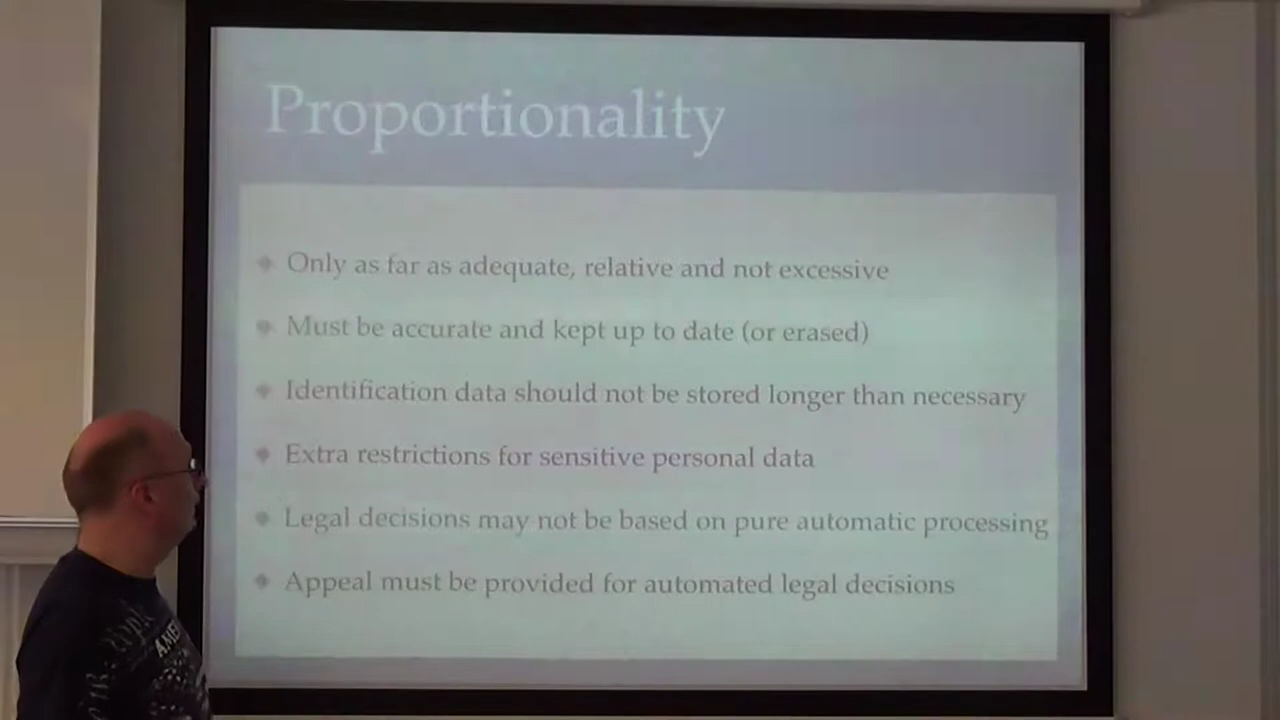 Proportionality
Only as far as adequate, relative and not excessive
Must be accurate and kept up to date (or erased)
Identification data should not be stored longer than necessary
Extra restrictions for sensitive personal data
Legal decisions may not be based on pure automatic processing
Appeal must be provided for automated legal decisions